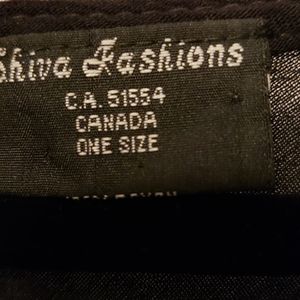 Shiva Fashions
C.A. 51554
CANADA
ONE SIZE